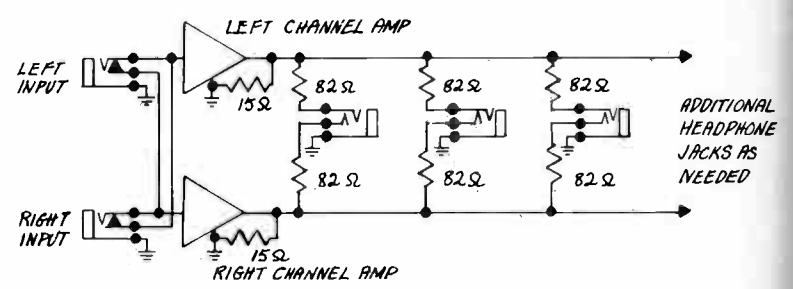 LEFT CHANNEL AMP
LEFT
INPUT
15Ω
82Ω
82Ω
82Ω
82Ω
82Ω
82Ω
ADDITIONAL
HEADPHONE
JACKS AS
NEEDED
RIGHT
INPUT
15Ω
RIGHT CHANNEL AMP